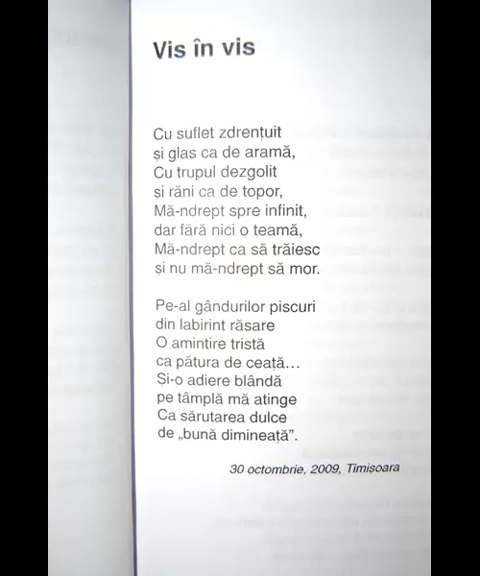 Vis în vis
Cu suflet zdrențuit
și glas ca de aramă,
Cu trupul dezgolit
și răni ca de topor,
Mă-ndrept spre infinit,
dar fără nici o teamă,
Mă-ndrept ca să trăiesc
și nu mă-ndrept să mor.
Pe-al gândurilor piscuri
din labirint răsare
O amintire tristă
ca pătura de ceață...
Si-o adiere blândă
pe tâmplă mă atinge
Ca sărutarea dulce
de „bună dimineață”.
30 octombrie, 2009, Timișoara